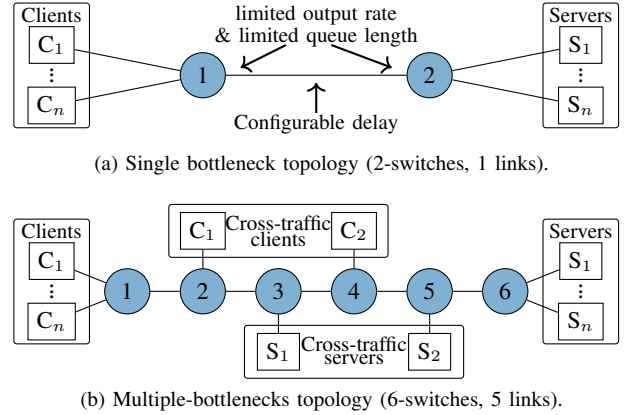 Clients
limited output rate
& limited queue length
Servers
C1
⋮
Cn
1
2
S1
⋮
Sn
Configurable delay
(a) Single bottleneck topology (2-switches, 1 links).
Clients
C1
Cross-traffic
clients
C2
Servers
C1
⋮
Cn
1
2
3
4
5
6
S1
⋮
Sn
S1
Cross-traffic
servers
S2
(b) Multiple-bottlenecks topology (6-switches, 5 links).